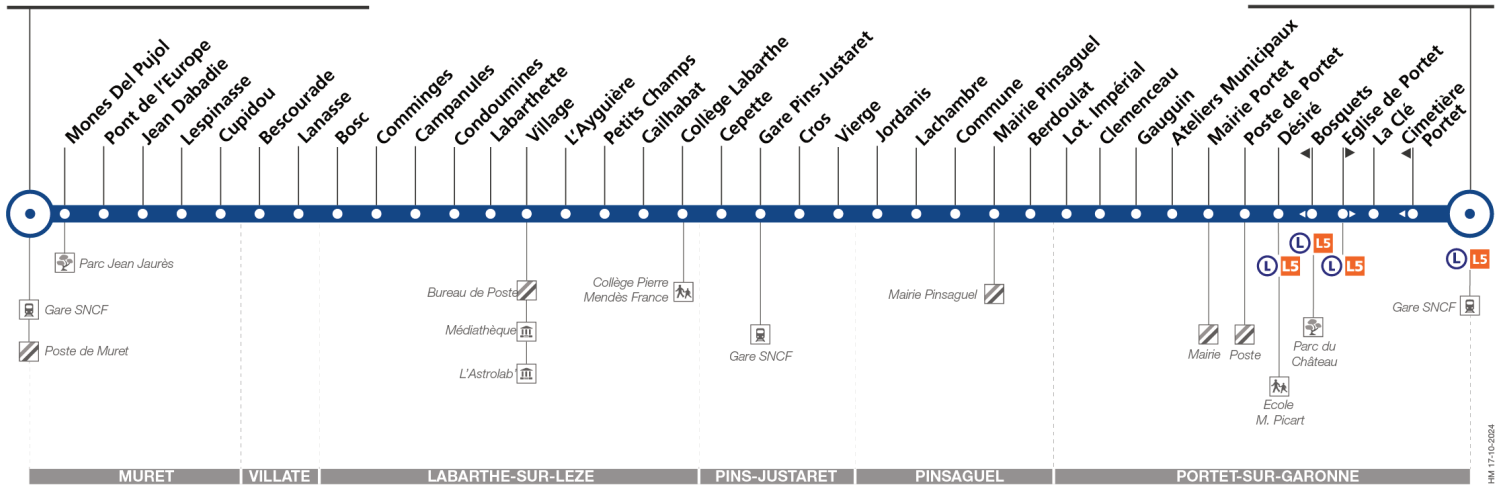 Mones Del Pujol
Pont de l'Europe
Jean Dabadie
Lespinasse
Cupidou
Bescourade
Lanasse
Bosc
Comminges
Campanules
Condoumines
Labarthette
Village
L'Ayguière
Petits Champs
Cailhabat
Collège Labarthe
Cepette
Gare Pins-Justaret
Cros
Vierge
Jordanis
Lachambre
Commune
Mairie Pinsaguel
Berdoulat
Lot. Impérial
Clemenceau
Gauguin
Ateliers Municipaux
Mairie Portet
Poste de Portet
Désiré
Bosquets
Eglise de Portet
La Clé
Cimetière
Portet
Parc Jean Jaurès
Gare SNCF
Poste de Muret
Bureau de Poste
Médiathèque
L'Astrolab'
Collège Pierre
Mendès France
Gare SNCF
Mairie Pinsaguel
Mairie
Poste
L L5
Ecole
M. Picart
L L5
Parc du
Château
L L5
L L5
Gare SNCF
MURET
VILLATE
LABARTHE-SUR-LEZE
PINS-JUSTARET
PINSAGUEL
PORTET-SUR-GARONNE
HM 17-10-2024